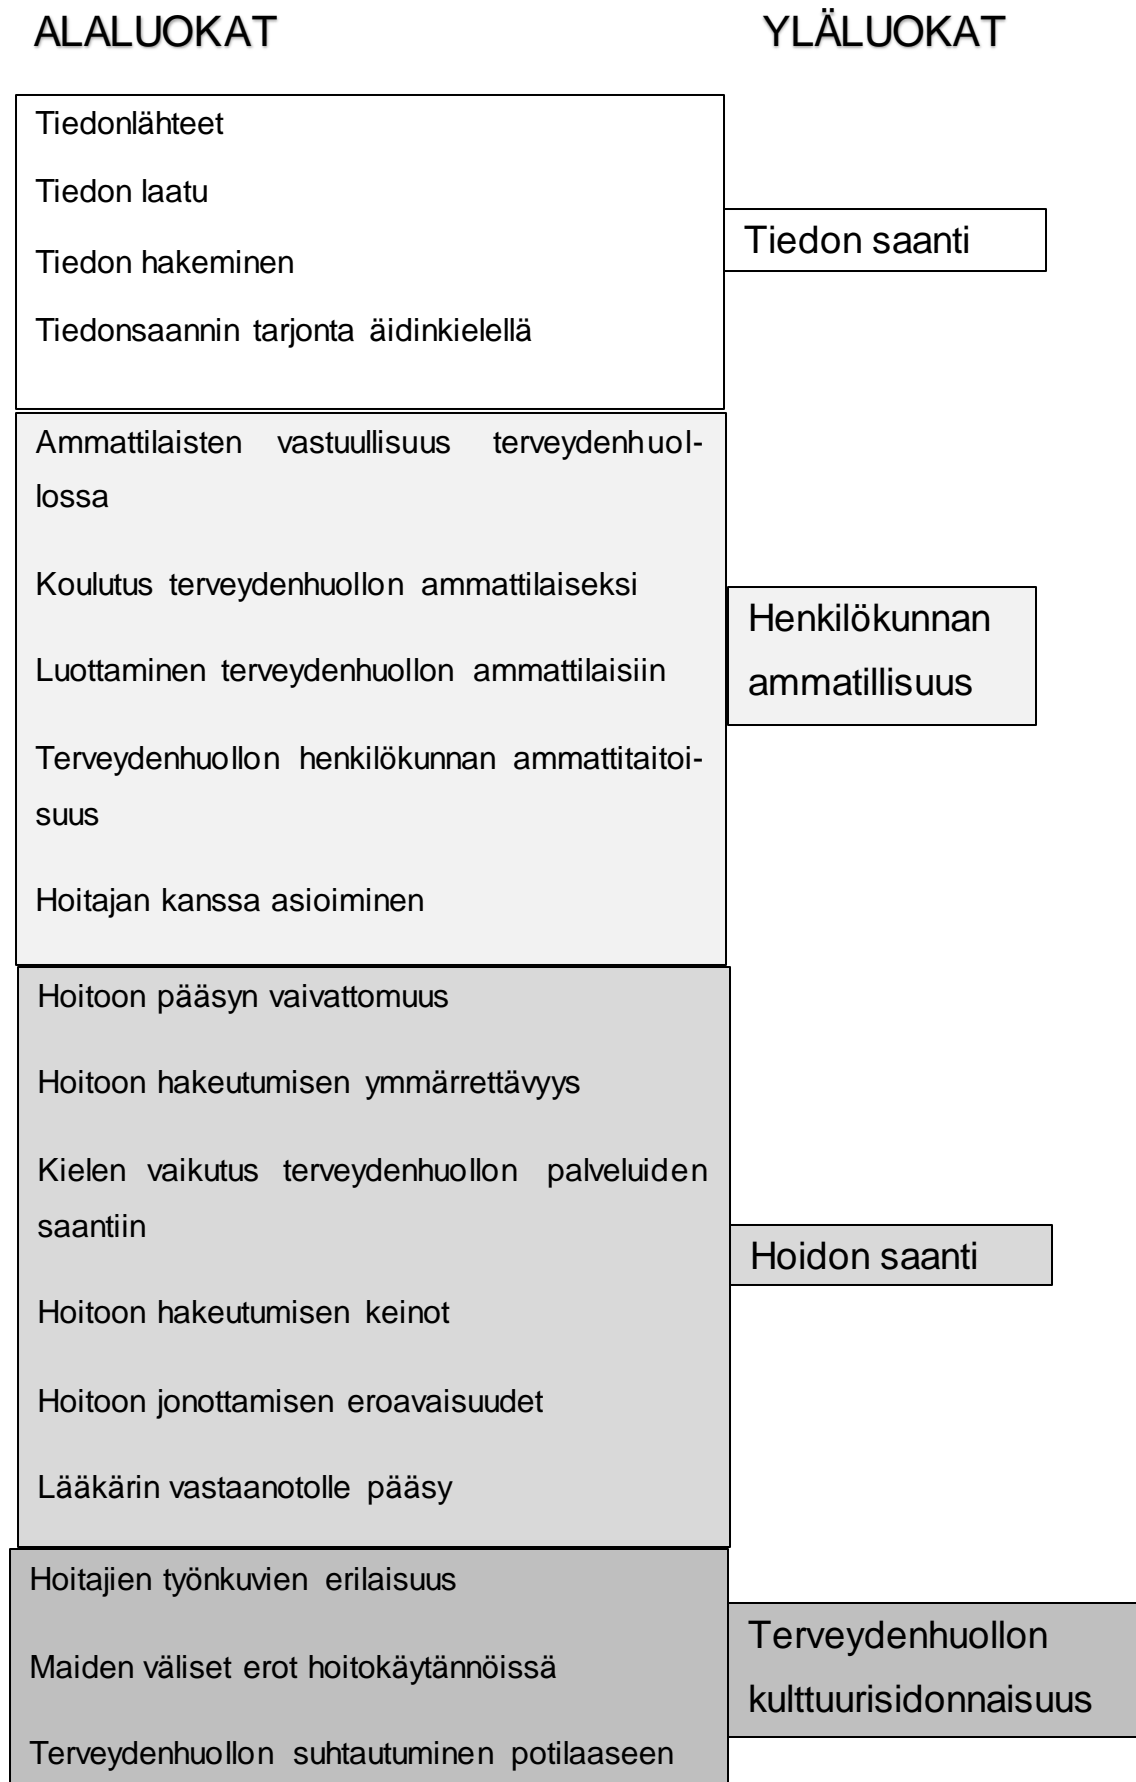 ALALUOKAT
YLÄLUOKAT
Tiedonlähteet
Tiedon laatu
Tiedon hakeminen
Tiedonsaannin tarjonta äidinkielellä
Tiedon saanti
Ammattilaisten vastuullisuus terveydenhuol-
lossa
Koulutus terveydenhuollon ammattilaiseksi
Luottaminen terveydenhuollon ammattilaisiin
Terveydenhuollon henkilökunnan ammattitaitoi-
suus
Hoitajan kanssa asioiminen
Henkilökunnan
ammatillisuus
Hoitoon pääsyn vaivattomuus
Hoitoon hakeutumisen ymmärrettävyys
Kielen vaikutus terveydenhuollon palveluiden
saantiin
Hoitoon hakeutumisen keinot
Hoitoon jonottamisen eroavaisuudet
Lääkärin vastaanotolle pääsy
Hoidon saanti
Hoitajien työnkuvien erilaisuus
Maiden väliset erot hoitokäytännöissä
Terveydenhuollon suhtautuminen potilaaseen
Terveydenhuollon
kulttuurisidonnaisuus